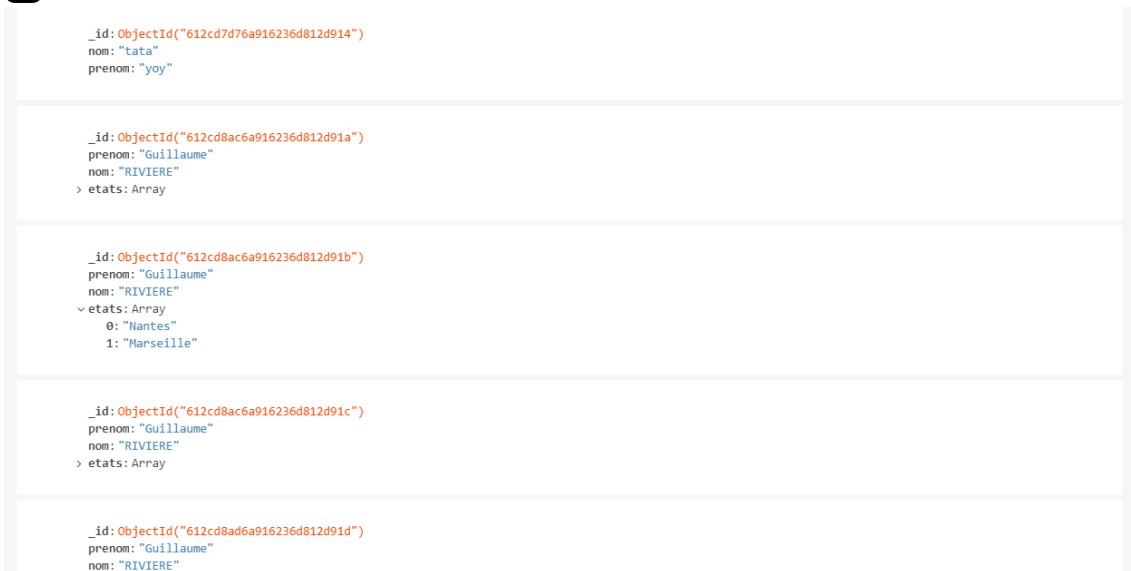 _id: ObjectId("612cd7d76a916236d812d914")
nom: "tata"
prenom: "yoy"
_id: ObjectId("612cd8ac6a916236d812d91a")
prenom: "Guillaume"
nom: "RIVIERE"
> etats: Array
_id: ObjectId("612cd8ac6a916236d812d91b")
prenom: "Guillaume"
nom: "RIVIERE"
etats: Array
0: "Nantes"
1: "Marseille"
_id: ObjectId("612cd8ac6a916236d812d91c")
prenom: "Guillaume"
nom: "RIVIERE"
> etats: Array
_id: ObjectId("612cd8ad6a916236d812d91d")
prenom: "Guillaume"
nom: "RIVIERE"